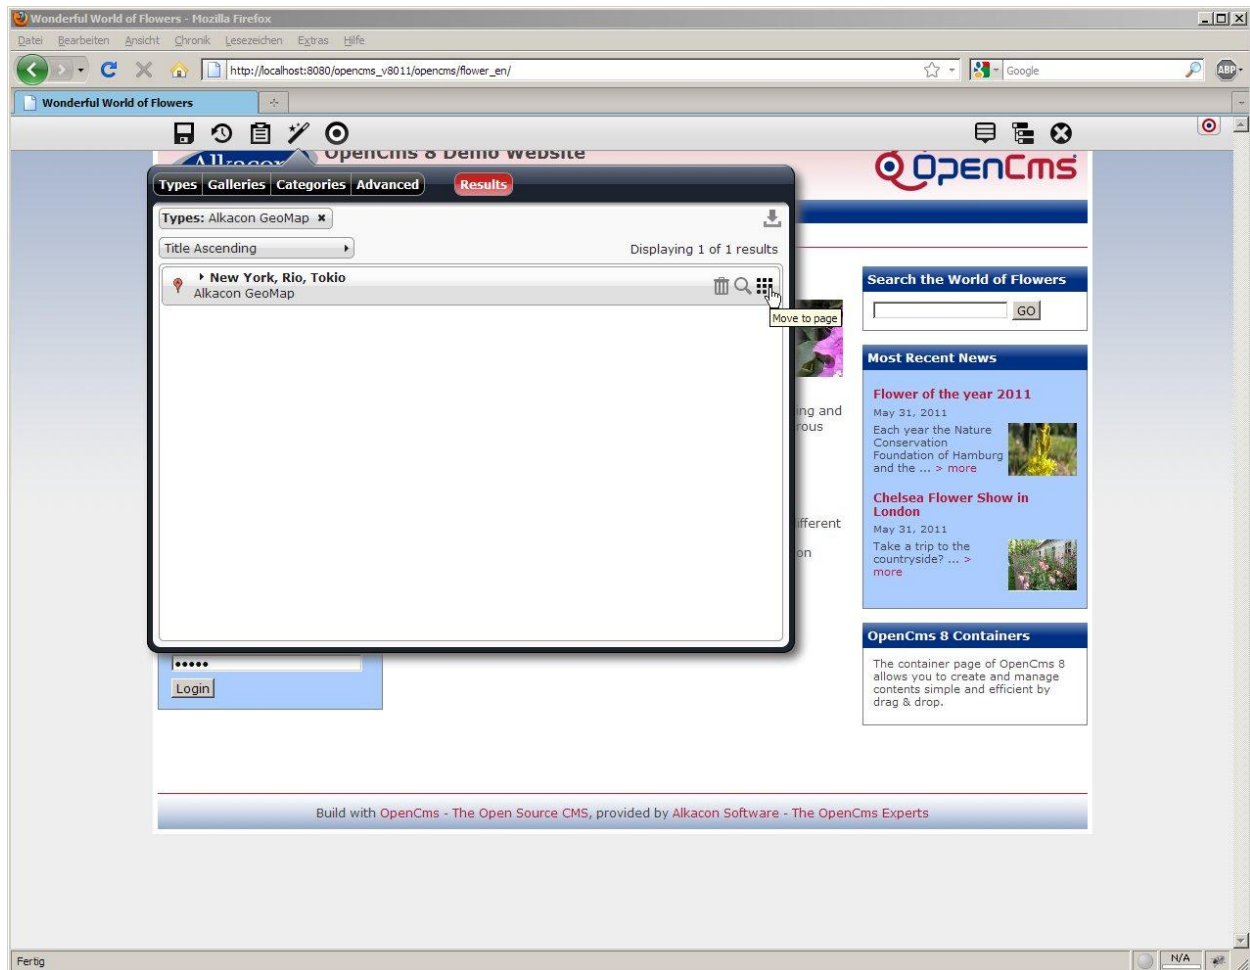 Wonderful World of Flowers - Mozilla Firefox
Datei Bearbeiten Ansicht Chronik Lesezeichen Extras Hilfe
http://localhost:8080/opencms_v8011/opencms/flower_en/
Google
ABP
Wonderful World of Flowers
Alkacon
OpenCms 8 Demo Website
OpenCms
Types Galleries Categories Advanced Results
Types: Alkacon GeoMap
Title Ascending
Displaying 1 of 1 results
New York, Rio, Tokio
Alkacon GeoMap
Move to page
ing and
rous
ifferent
on
Search the World of Flowers
GO
Most Recent News
Flower of the year 2011
May 31, 2011
Each year the Nature
Conservation
Foundation of Hamburg
and the ... > more
Chelsea Flower Show in
London
May 31, 2011
Take a trip to the
countryside? ... >
more
OpenCms 8 Containers
The container page of OpenCms 8
allows you to create and manage
contents simple and efficient by
drag & drop.
Login
Build with OpenCms - The Open Source CMS, provided by Alkacon Software - The OpenCms Experts
Fertig
N/A